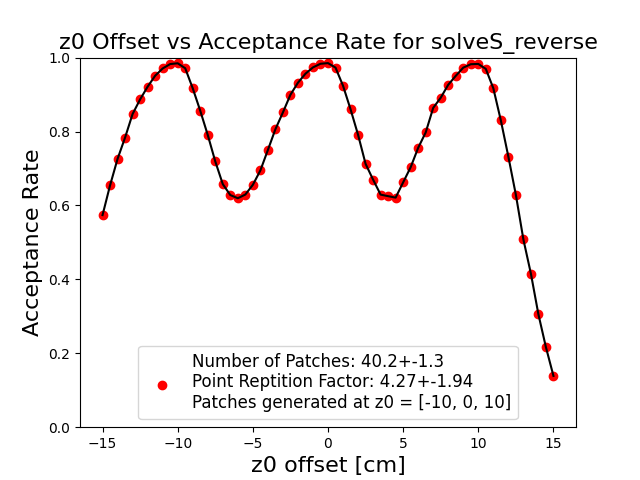 z0 Offset vs Acceptance Rate for solveS_reverse
1.0
0.8
0.6
0.4
0.2
0.0
Acceptance Rate
Number of Patches: 40.2+-1.3
Point Reptition Factor: 4.27+-1.94
Patches generated at z0 = [-10, 0, 10]
−15 −10 −5 0 5 10 15
z0 offset [cm]